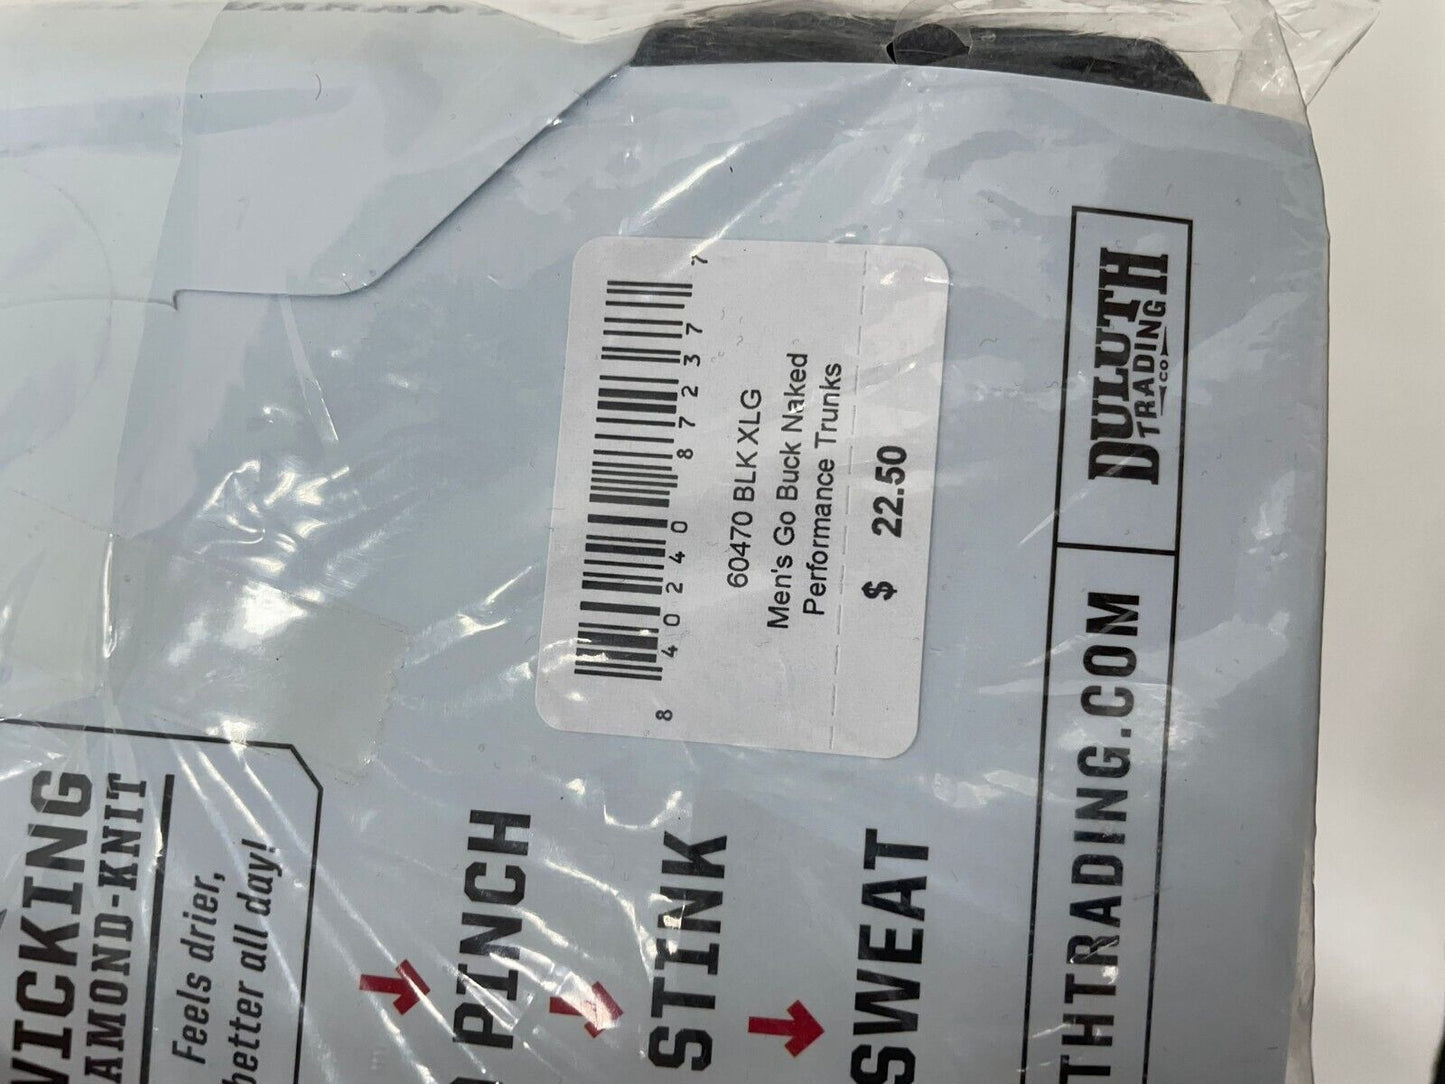 8 40240 87237 7
60470 BLK XLG
Men's Go Buck Naked
Performance Trunks
$ 22.50
DULUTH
TRADING
CO
THTRADING.COM
VICKING
AMOND-KNIT
Feels drier,
better all day!
PINCH
STINK
SWEAT